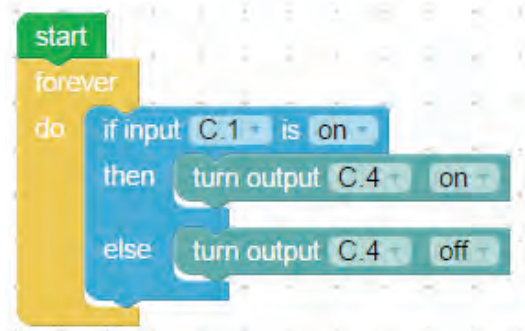 start
forever
do if input C.1 is on
then turn output C.4 on
else turn output C.4 off